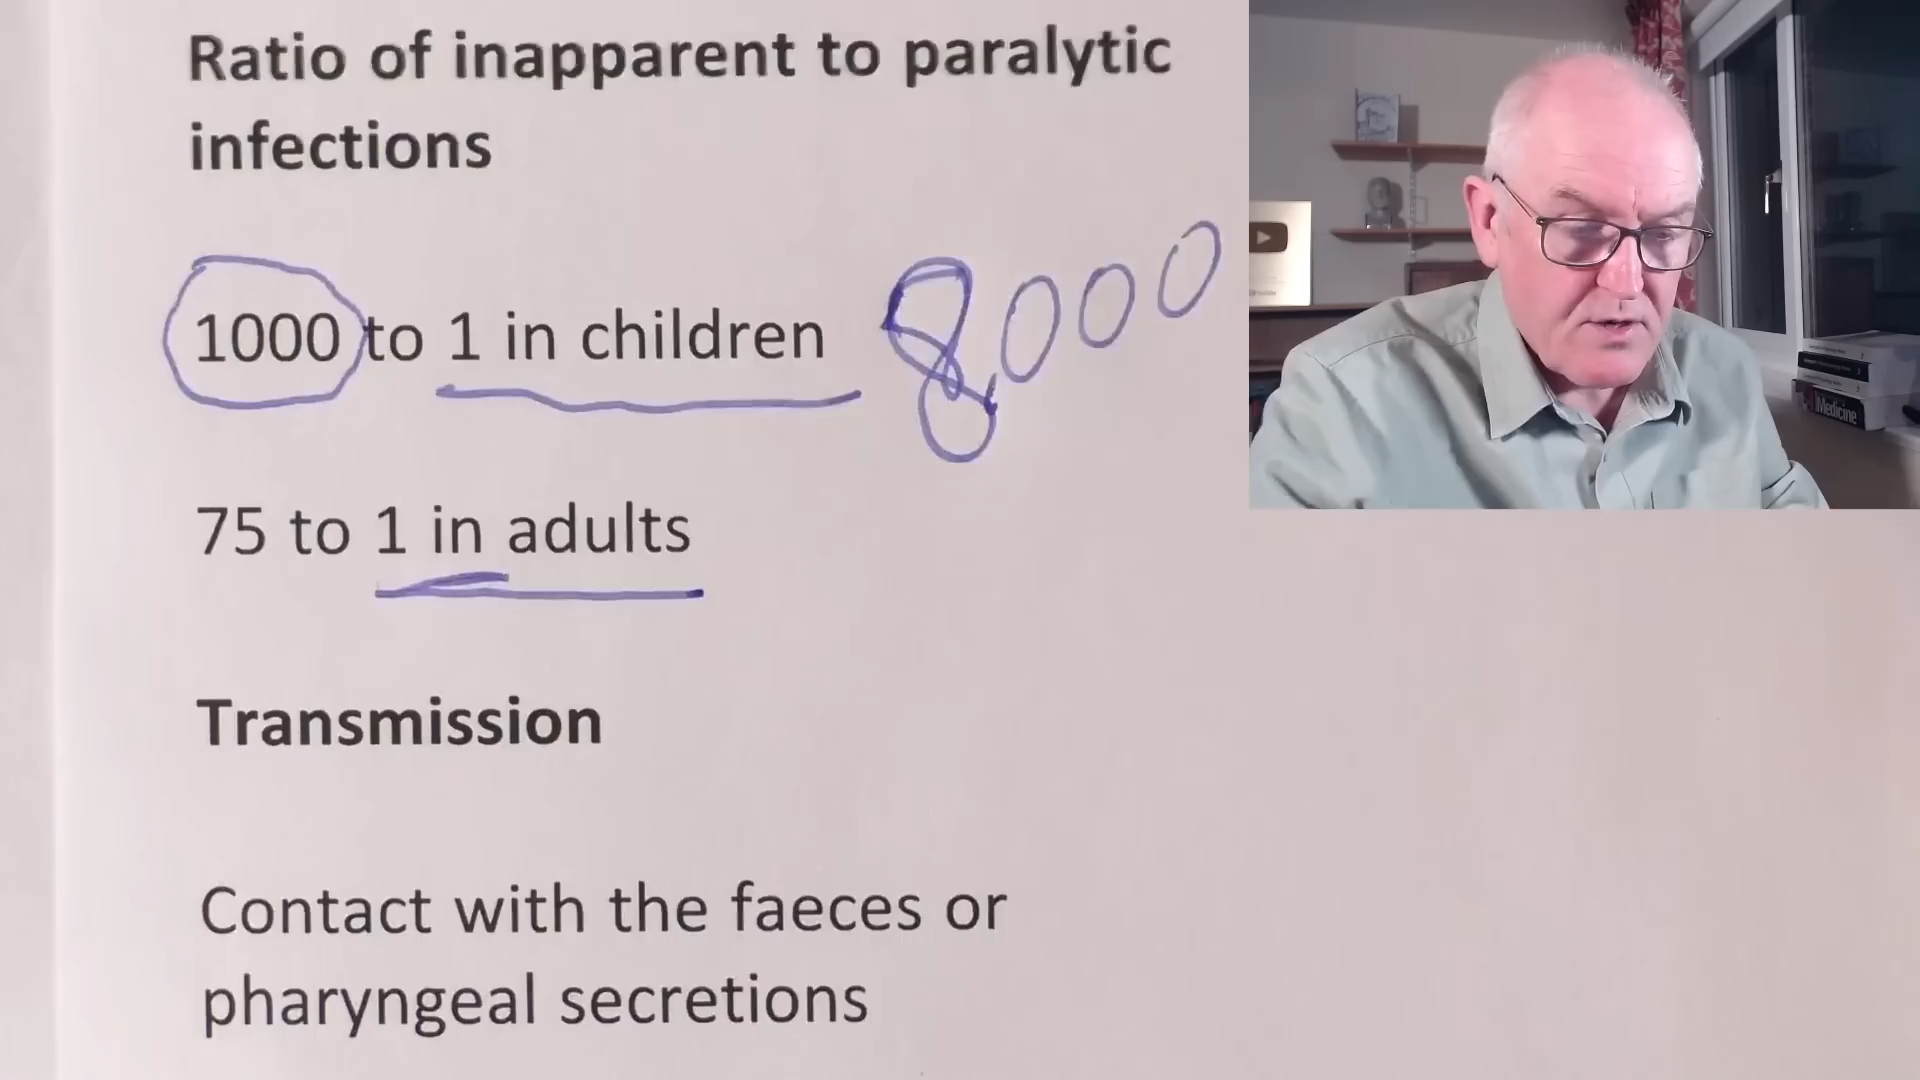 Ratio of inapparent to paralytic
infections
1000 to 1 in children 8,000
75 to 1 in adults
Transmission
Contact with the faeces or
pharyngeal secretions
iMedicine